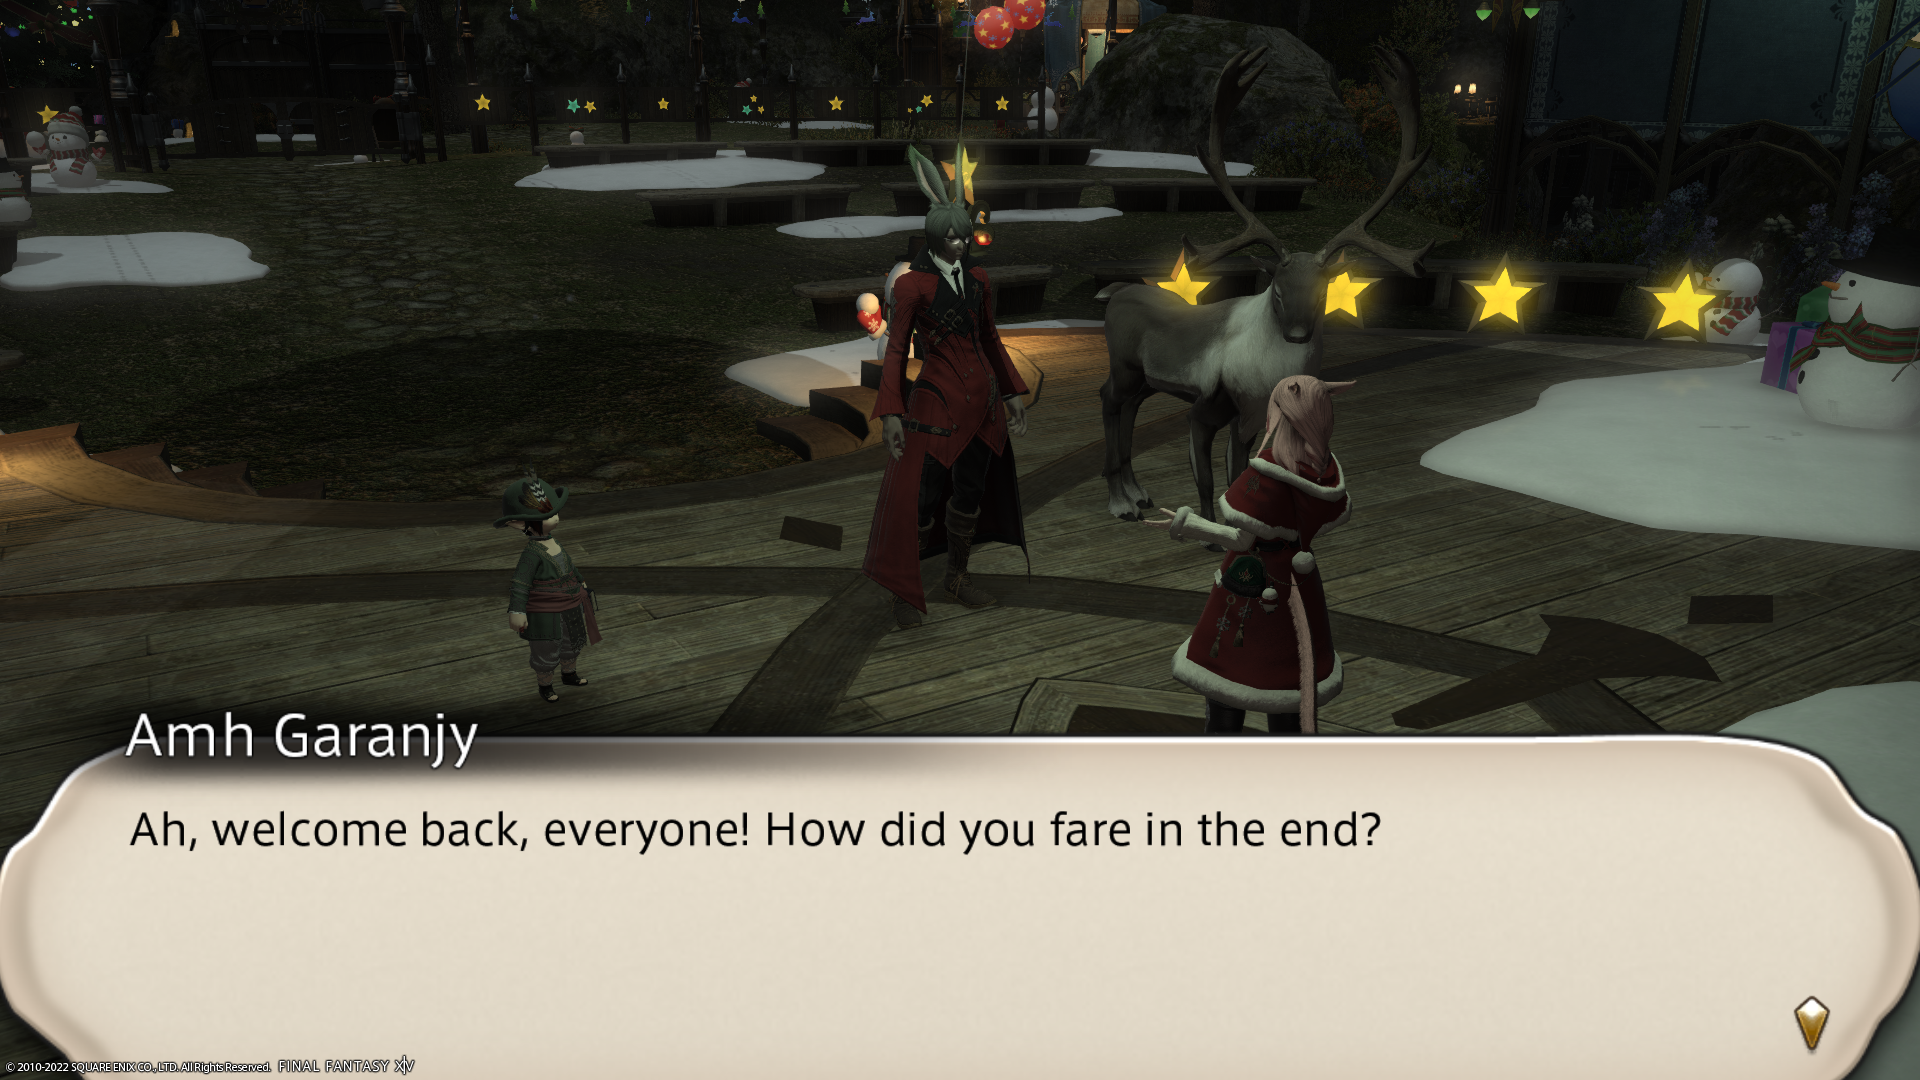 Amh Garanjy
Ah, welcome back, everyone! How did you fare in the end?
© 2010-2022 SQUARE ENIX CO., LTD. All Rights Reserved. FINAL FANTASY XIV